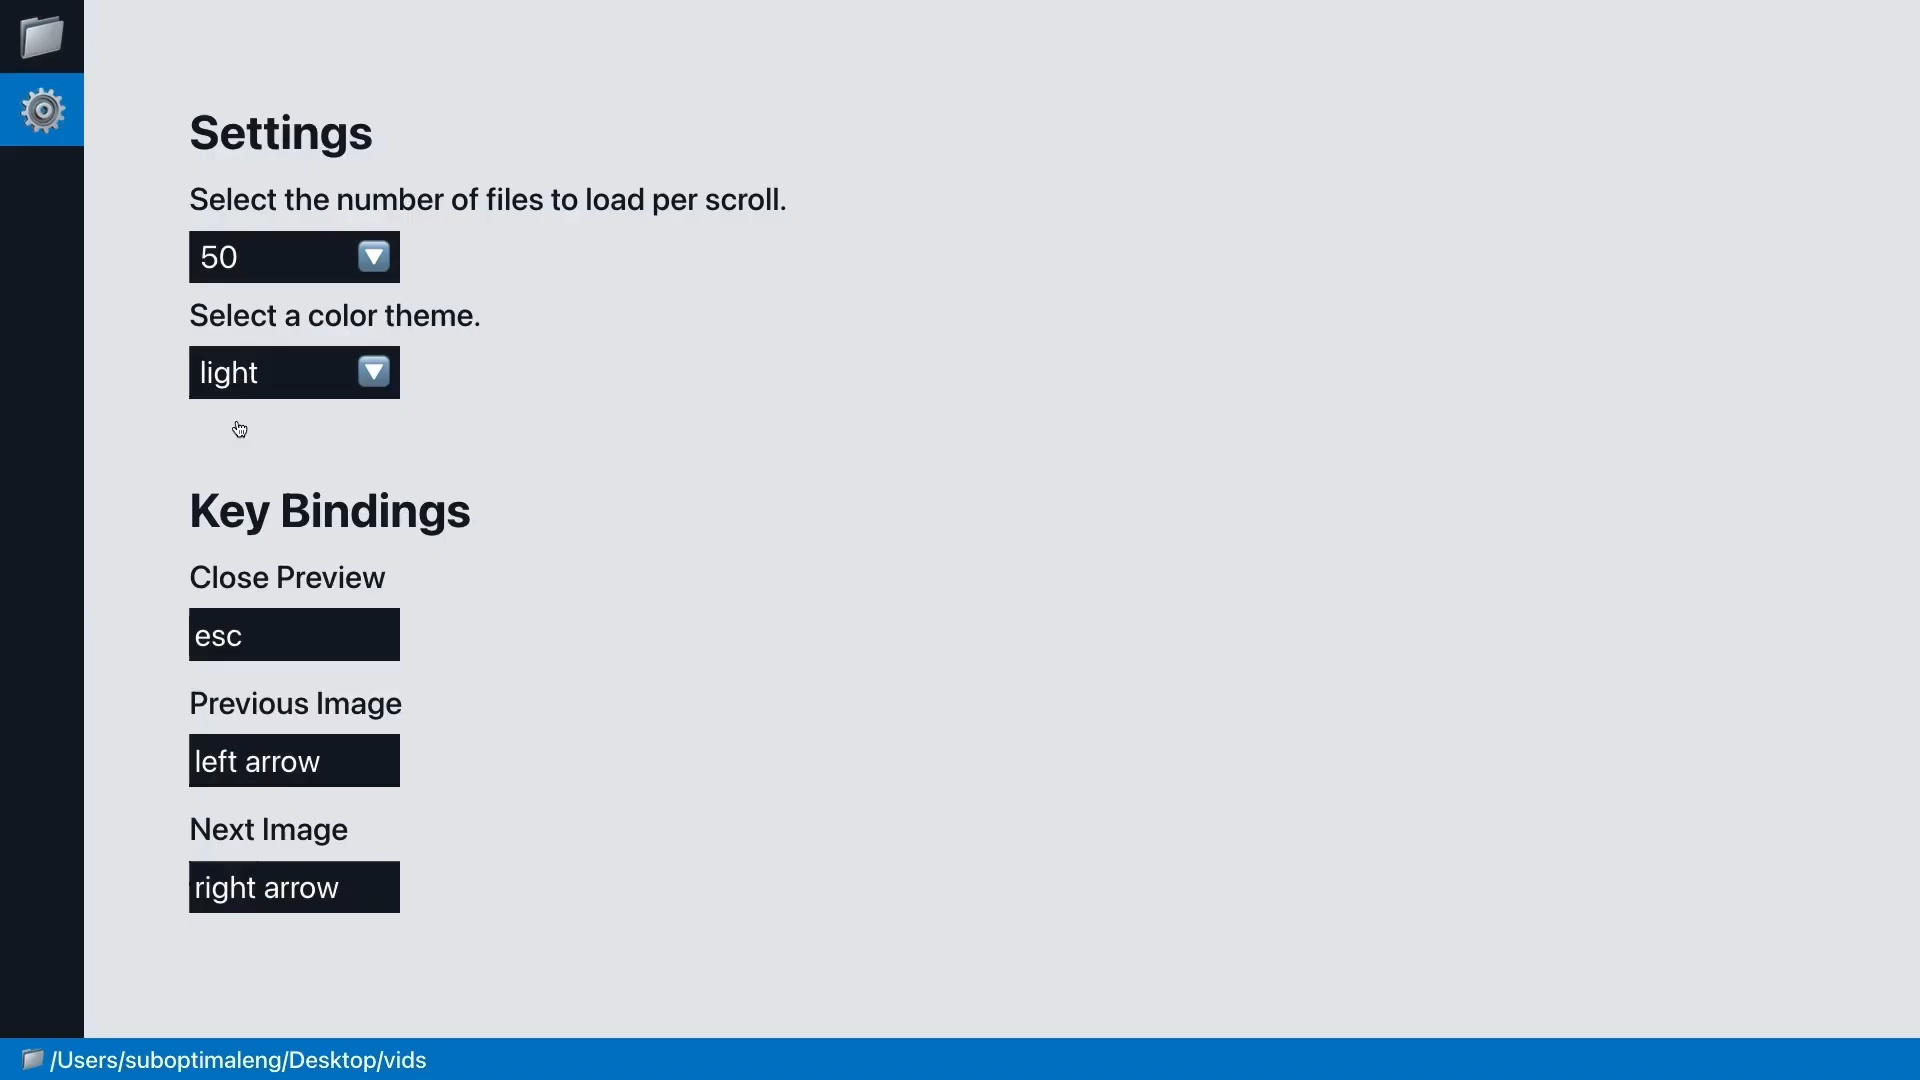 Settings
Select the number of files to load per scroll.
50
Select a color theme.
light
Key Bindings
Close Preview
esc
Previous Image
left arrow
Next Image
right arrow
/Users/suboptimaleng/Desktop/vids